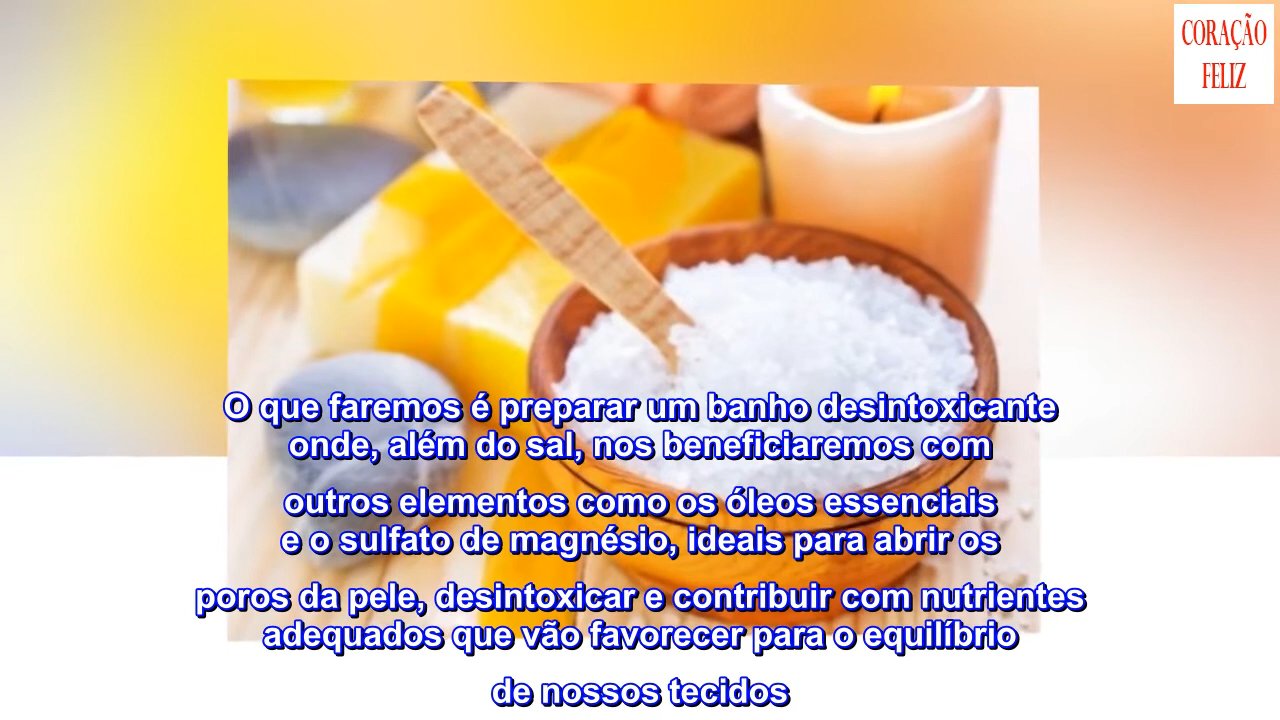 CORAÇÃO
FELIZ
O que faremos é preparar um banho desintoxicante
onde, além do sal, nos beneficiaremos com
outros elementos como os óleos essenciais
e o sulfato de magnésio, ideais para abrir os
poros da pele, desintoxicar e contribuir com nutrientes
adequados que vão favorecer para o equilíbrio
de nossos tecidos